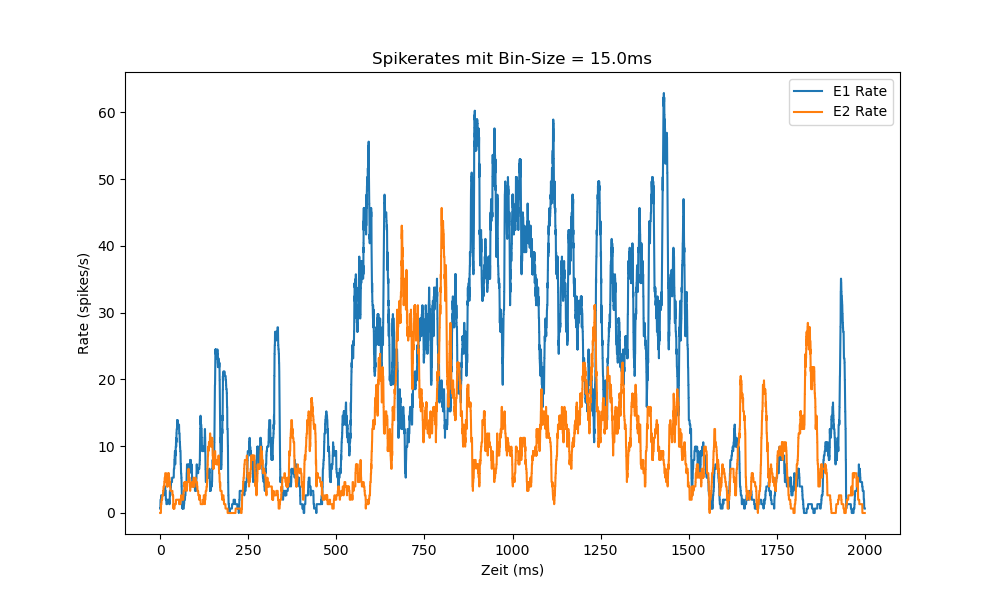 Spikerates mit Bin-Size = 15.0ms
E1 Rate
E2 Rate
60
50
40
30
20
10
0
Rate (spikes/s)
0 250 500 750 1000 1250 1500 1750 2000
Zeit (ms)